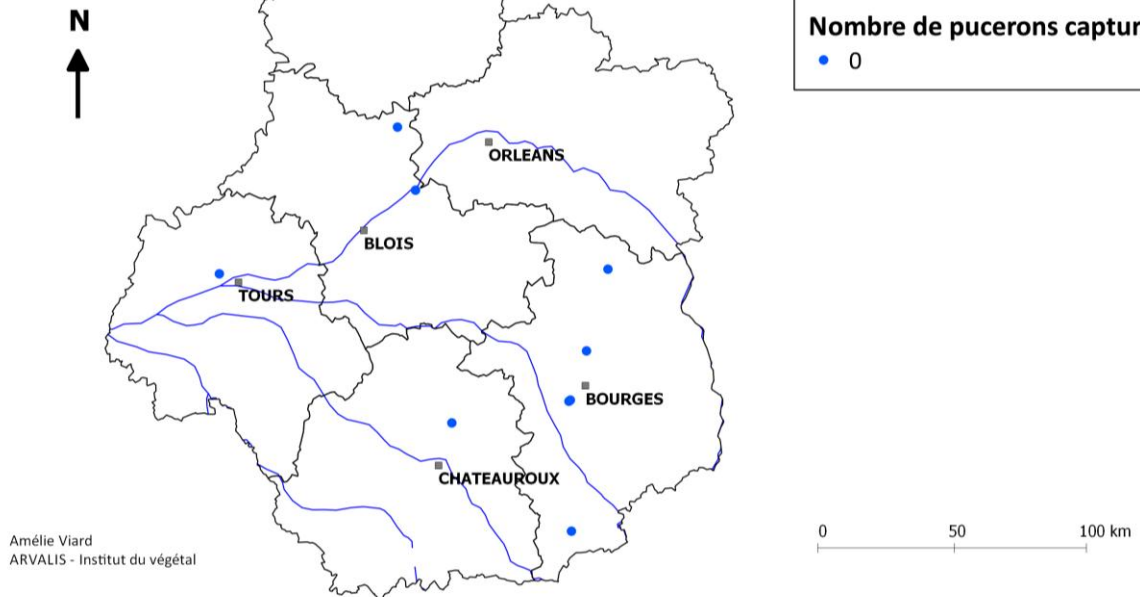 N
Nombre de pucerons captur
0
ORLEANS
BLOIS
TOURS
BOURGES
CHATEAUROUX
Amélie Viard
ARVALIS - Institut du végétal
0 50 100 km